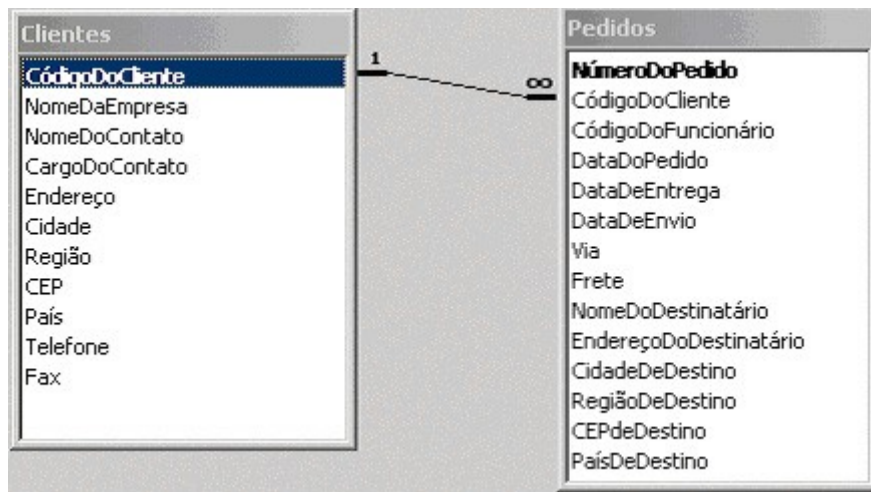 Clientes
CódigoDoCliente
NomeDaEmpresa
NomeDoContato
CargoDoContato
Endereço
Cidade
Região
CEP
País
Telefone
Fax
1
∞
Pedidos
NúmeroDoPedido
CódigoDoCliente
CódigoDoFuncionário
DataDoPedido
DataDeEntrega
DataDeEnvio
Via
Frete
NomeDoDestinatário
EndereçoDoDestinatário
CidadeDeDestino
RegiãoDeDestino
CEPdeDestino
PaísDeDestino